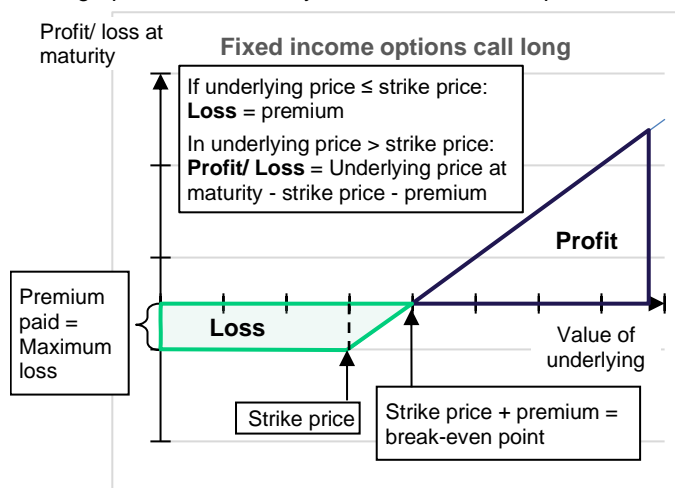 Profit/ loss at
maturity
Fixed income options call long
If underlying price ≤ strike price:
Loss = premium
In underlying price > strike price:
Profit/ Loss = Underlying price at
maturity - strike price - premium
Profit
Premium
paid =
Maximum
loss
Loss
Value of
underlying
Strike price
Strike price + premium =
break-even point